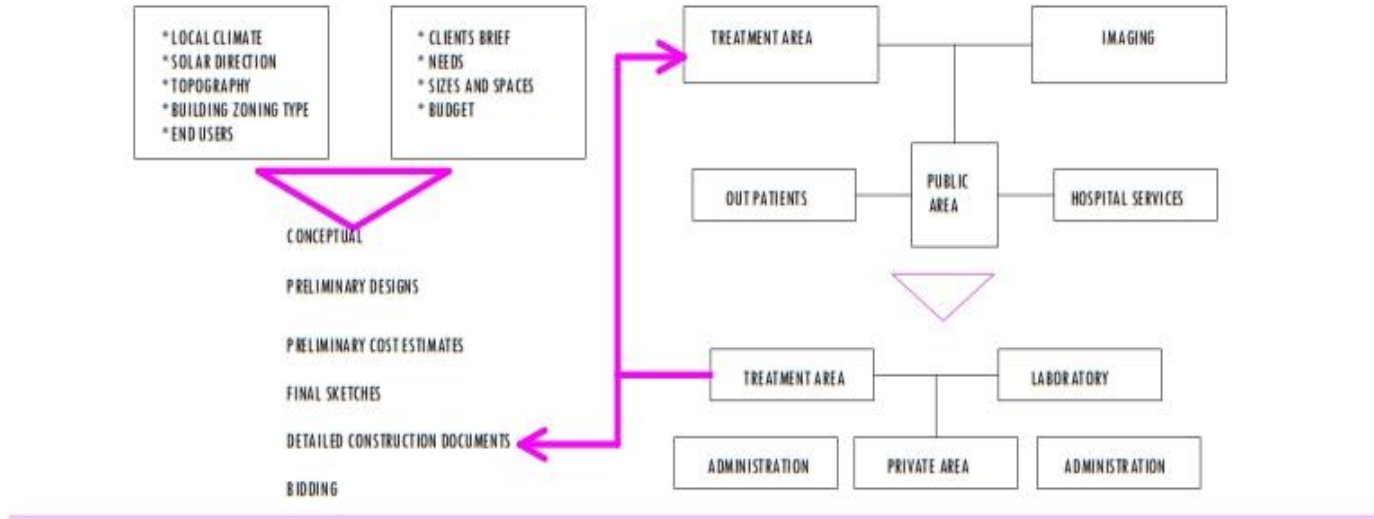 * LOCAL CLIMATE
* SOLAR DIRECTION
* TOPOGRAPHY
* BUILDING ZONING TYPE
* END USERS
* CLIENTS BRIEF
* NEEDS
* SIZES AND SPACES
* BUDGET
CONCEPTUAL
PRELIMINARY DESIGNS
PRELIMINARY COST ESTIMATES
FINAL SKETCHES
DETAILED CONSTRUCTION DOCUMENTS
BIDDING
TREATMENT AREA
IMAGING
OUT PATIENTS
PUBLIC
AREA
HOSPITAL SERVICES
TREATMENT AREA
LABORATORY
ADMINISTRATION
PRIVATE AREA
ADMINISTRATION